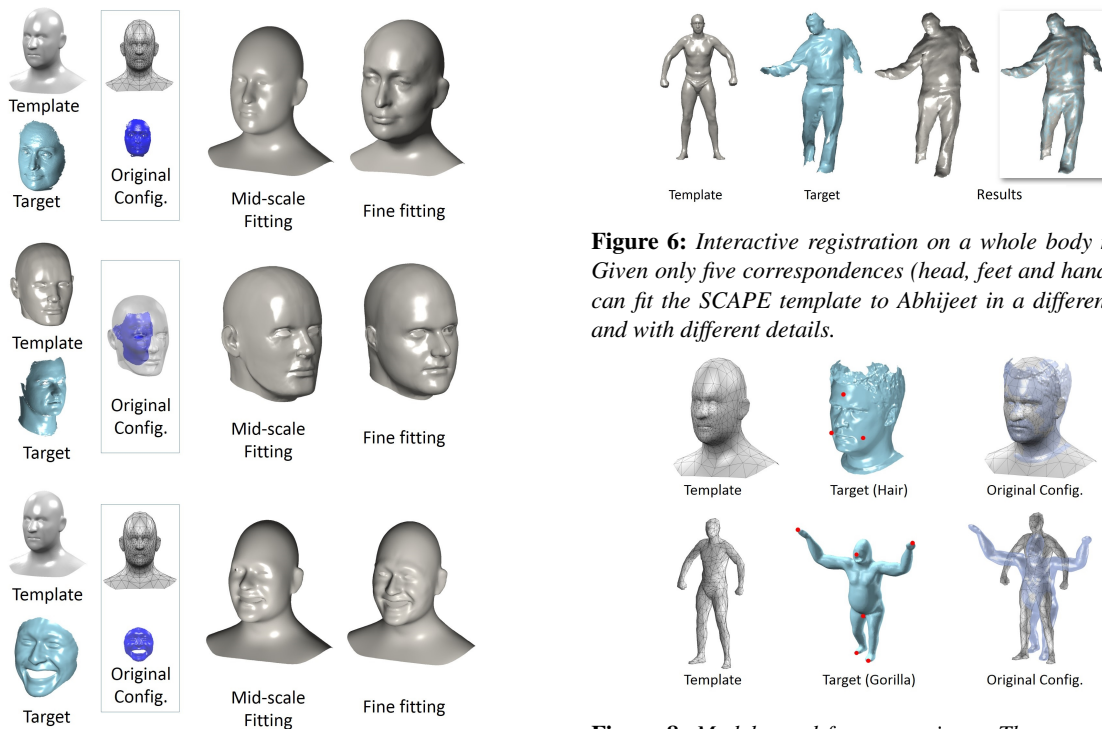 Template
Target
Original
Config.
Mid-scale
Fitting
Fine fitting
Template
Target
Original
Config.
Mid-scale
Fitting
Fine fitting
Template
Target
Original
Config.
Mid-scale
Fitting
Fine fitting
Template Target Results
Figure 6: Interactive registration on a whole body
Given only five correspondences (head, feet and hand
can fit the SCAPE template to Abhijeet in a different
and with different details.
Template Target (Hair) Original Config.
Template Target (Gorilla) Original Config.